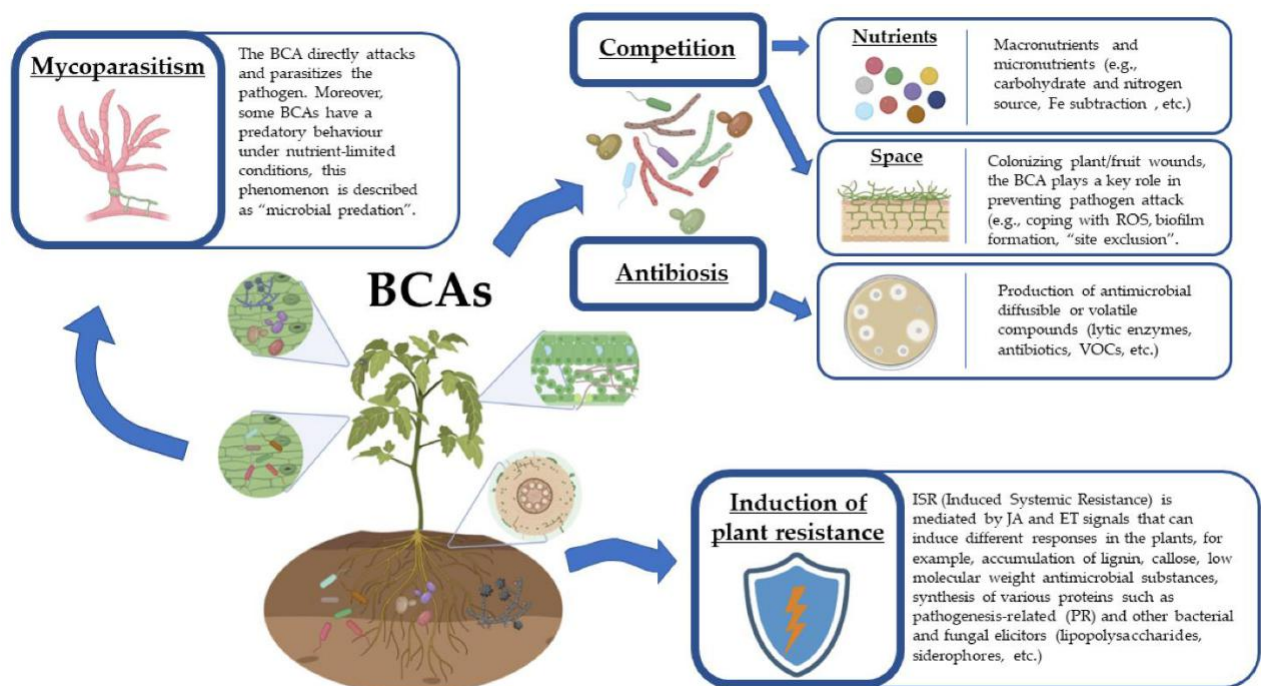 Mycoparasitism
The BCA directly attacks
and parasitizes the
pathogen. Moreover,
some BCAs have a
predatory behaviour
under nutrient-limited
conditions, this
phenomenon is described
as “microbial predation”.
Competition
Nutrients
Macronutrients and
micronutrients (e.g.,
carbohydrate and nitrogen
source, Fe subtraction , etc.)
Space
Colonizing plant/fruit wounds,
the BCA plays a key role in
preventing pathogen attack
(e.g., coping with ROS, biofilm
formation, “site exclusion”.
Antibiosis
Production of antimicrobial
diffusible or volatile
compounds (lytic enzymes,
antibiotics, VOCs, etc.)
BCAs
Induction of
plant resistance
ISR (Induced Systemic Resistance) is
mediated by JA and ET signals that can
induce different responses in the plants, for
example, accumulation of lignin, callose, low
molecular weight antimicrobial substances,
synthesis of various proteins such as
pathogenesis-related (PR) and other bacterial
and fungal elicitors (lipopolysaccharides,
siderophores, etc.)